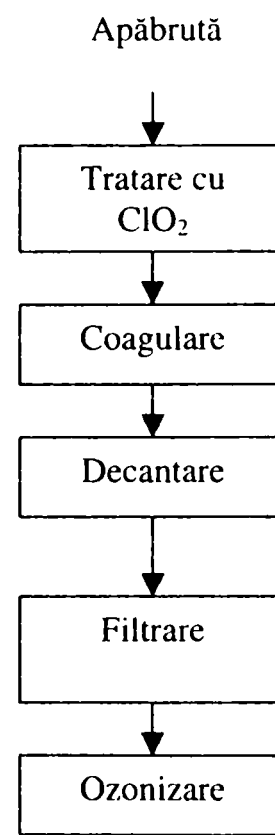 Apăbrută
Tratare cu
ClO₂
Coagulare
Decantare
Filtrare
Ozonizare